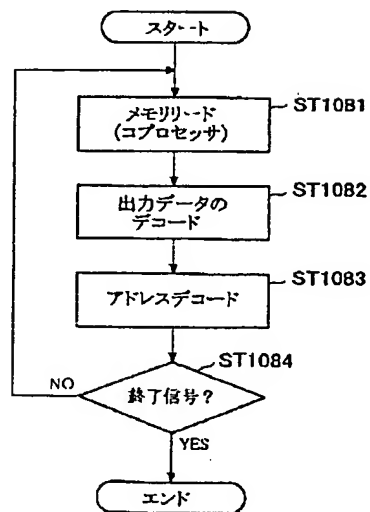 スタート
メモリリード
(コプロセッサ)
ST1081
出力データの
デコード
ST1082
アドレスデコード
ST1083
終了信号?
ST1084
NO
YES
エンド